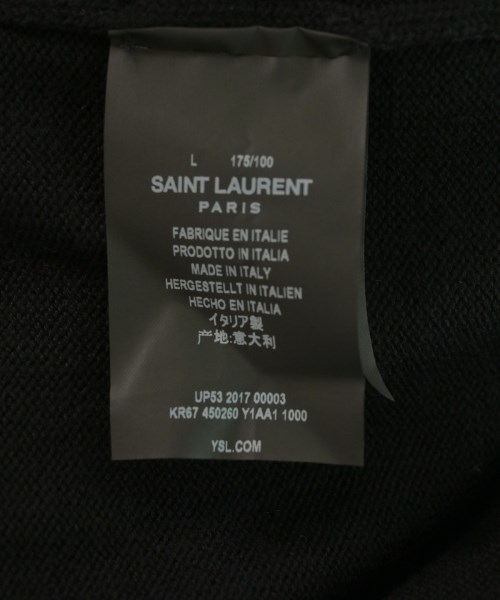 L 175/100
SAINT LAURENT
PARIS
FABRIQUE EN ITALIE
PRODOTTO IN ITALIA
MADE IN ITALY
HERGESTELLT IN ITALIEN
HECHO EN ITALIA
イタリア製
产地:意大利
UP53 2017 00003
KR67 450260 Y1AA1 1000
YSL.COM